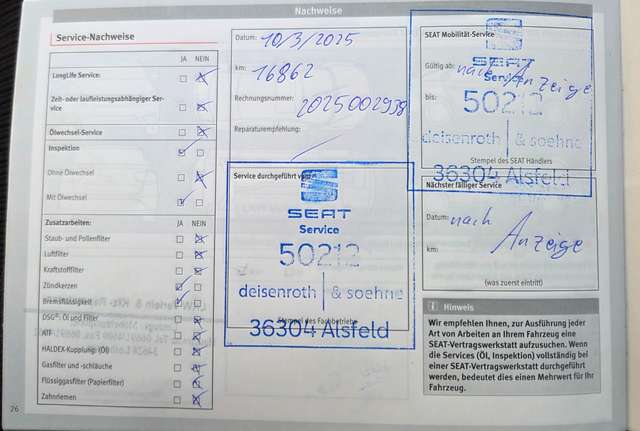 Nachweise
Service-Nachweise
JA NEIN
LongLife Service:
Zeit- oder laufleistungsabhängiger Ser-
vice
Ölwechsel-Service
Inspektion
Ohne Ölwechsel
Mit Ölwechsel
Zusatzarbeiten: JA NEIN
Staub- und Pollenfilter
Luftfilter
Kraftstoffilter
Zündkerzen
Bremsflüssigkeit
DSG®- Öl und Filter
ATF
HALDEX-Kupplung: (Öl)
Gasfilter und -schläuche
Flüssiggasfilter (Papierfilter)
Zahnriemen
26
Datum: 10/3/2025
km: 16862
Rechnungsnummer: 2025002938
Reparaturempfehlung:
Service durchgeführt von:
SEAT
Service
50212
deisenroth & soehne
Stempel des Fachbetriebs
36304 Alsfeld
SEAT Mobilität-Service
SEAT
Gültig ab: nach Anzeige
Service
bis: 50212
deisenroth & soehne
Stempel des SEAT Händlers
36304 Alsfeld
Nächster fälliger Service
Datum: nach Anzeige
km:
(was zuerst eintritt)
i Hinweis
Wir empfehlen Ihnen, zur Ausführung jeder
Art von Arbeiten an Ihrem Fahrzeug eine
SEAT-Vertragswerkstatt aufzusuchen. Wenn
die Services (Öl, Inspektion) vollständig bei
einer SEAT-Vertragswerkstatt durchgeführt
werden, bedeutet dies einen Mehrwert für Ihr
Fahrzeug.